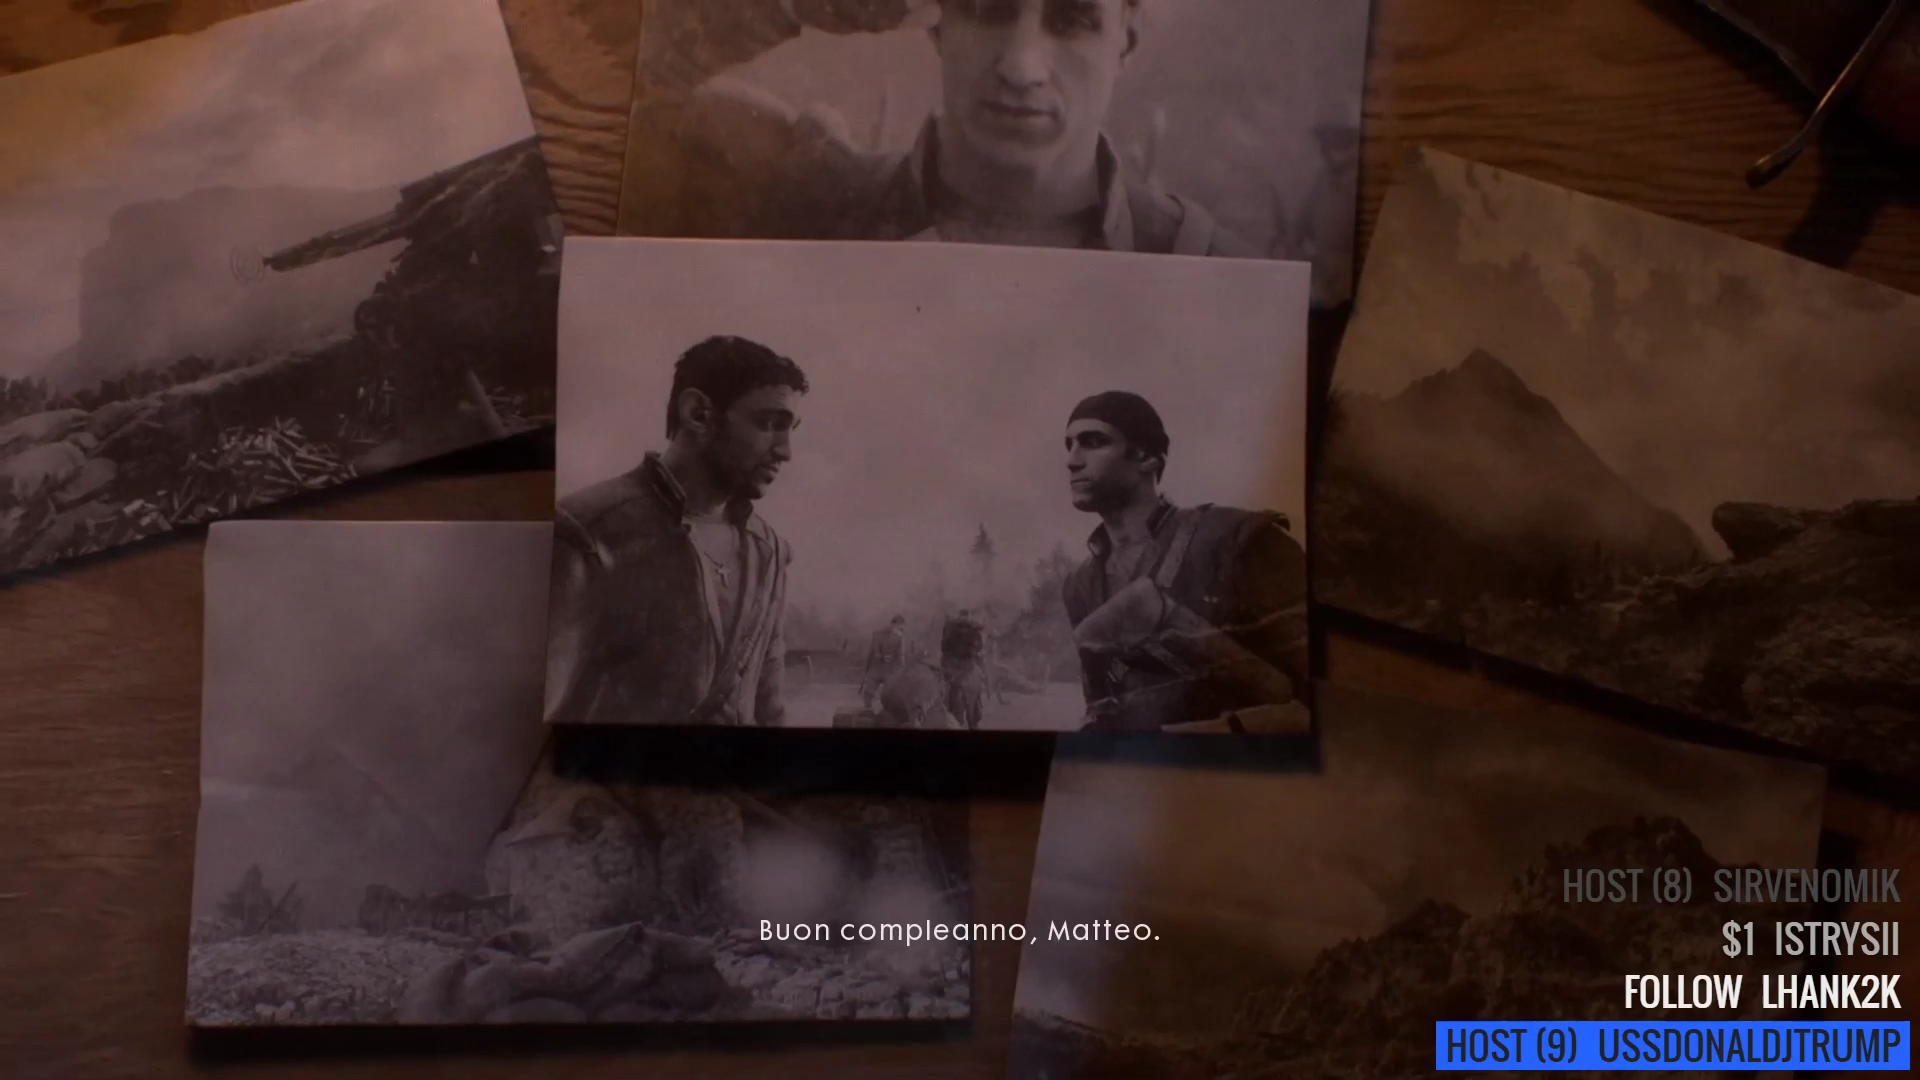 Buon compleanno, Matteo.
HOST (8) SIRVENOMIK
$1 ISTRYSII
FOLLOW LHANK2K
HOST (9) USSDONALDJTRUMP